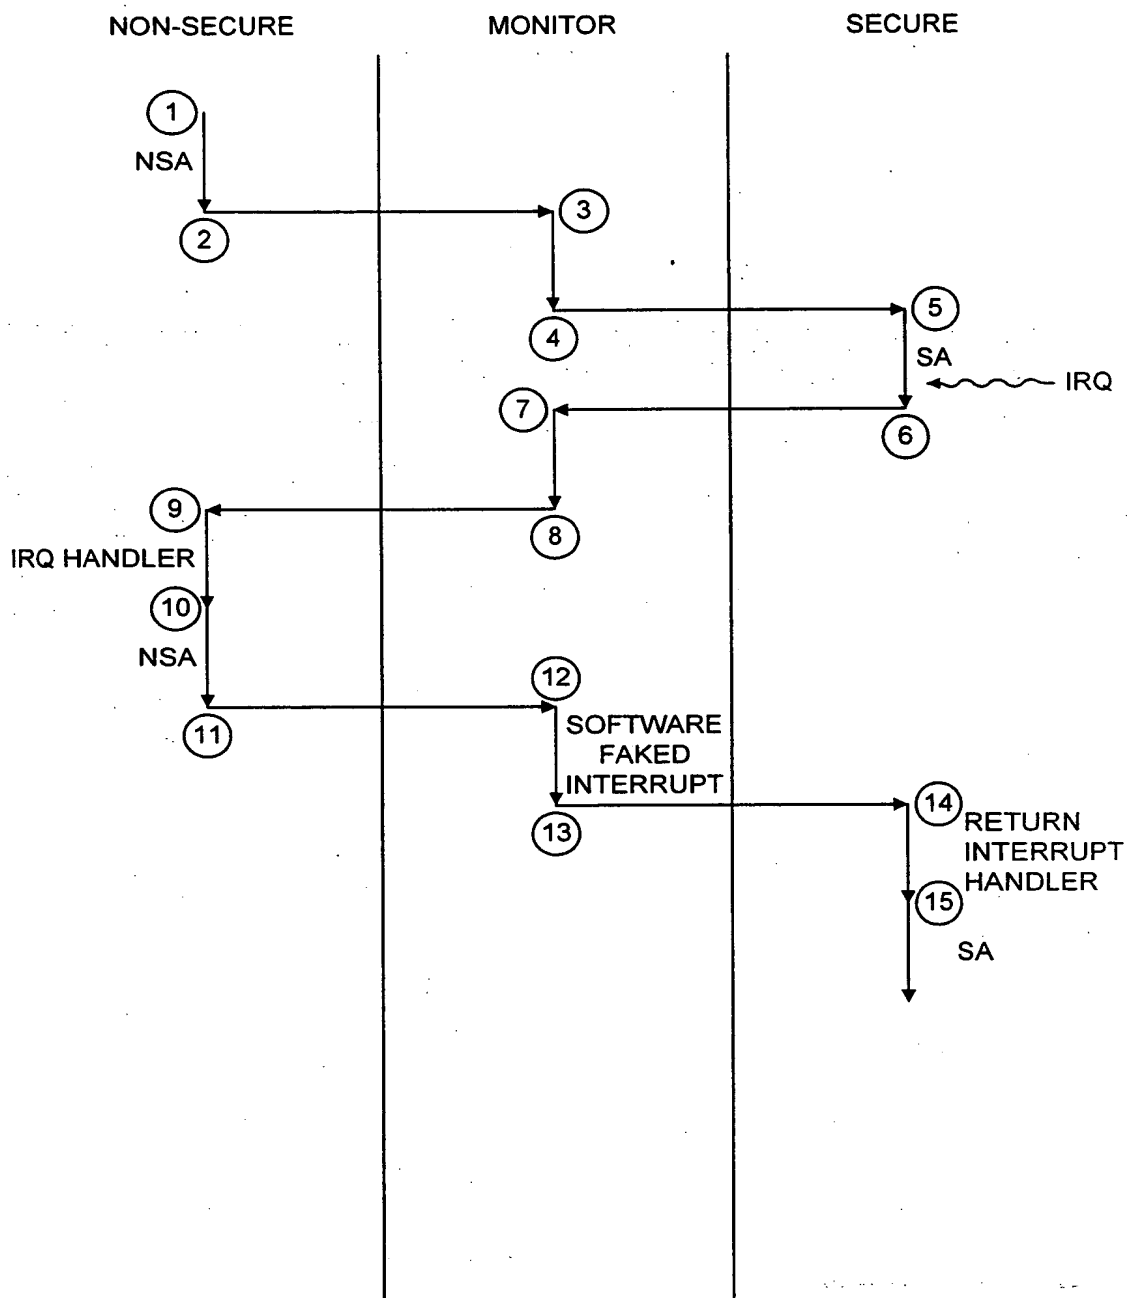 NON-SECURE MONITOR SECURE
1
NSA
2
3
4
5
SA
IRQ
6
7
8
9
IRQ HANDLER
10
NSA
11
12
SOFTWARE
FAKED
INTERRUPT
13
14
RETURN
INTERRUPT
HANDLER
15
SA